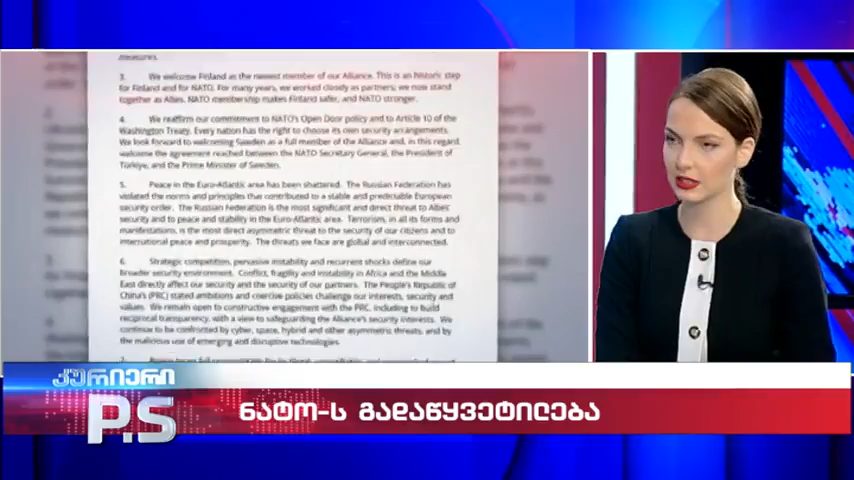 measures.
3. We welcome Finland as the newest member of our Alliance. This is an historic step
for Finland and for NATO. For many years, we worked closely as partners; we now stand
together as Allies. NATO membership makes Finland safer, and NATO stronger.
4. We reaffirm our commitment to NATO's Open Door policy and to Article 10 of the
Washington Treaty. Every nation has the right to choose its own security arrangements.
We look forward to welcoming Sweden as a full member of the Alliance and, in this regard,
welcome the agreement reached between the NATO Secretary General, the President of
Türkiye, and the Prime Minister of Sweden.
5. Peace in the Euro-Atlantic area has been shattered. The Russian Federation has
violated the norms and principles that contributed to a stable and predictable European
security order. The Russian Federation is the most significant and direct threat to Allies'
security and to peace and stability in the Euro-Atlantic area. Terrorism, in all its forms and
manifestations, is the most direct asymmetric threat to the security of our citizens and to
international peace and prosperity. The threats we face are global and interconnected.
6. Strategic competition, pervasive instability and recurrent shocks define our
broader security environment. Conflict, fragility and instability in Africa and the Middle
East directly affect our security and the security of our partners. The People's Republic of
China's (PRC) stated ambitions and coercive policies challenge our interests, security and
values. We remain open to constructive engagement with the PRC, including to build
reciprocal transparency, with a view to safeguarding the Alliance's security interests. We
continue to be confronted by cyber, space, hybrid and other asymmetric threats, and by
the malicious use of emerging and disruptive technologies.
კურიერი
P.S
ნატო-ს გადაწყვეტილება